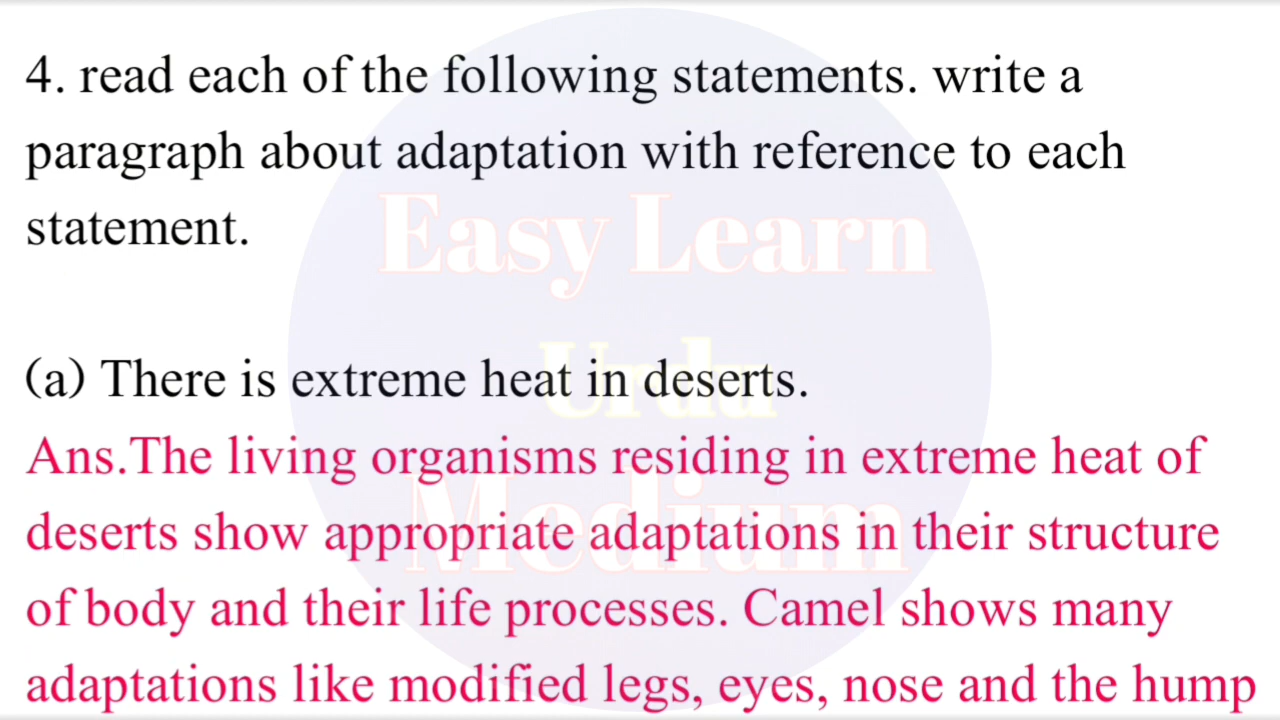 4. read each of the following statements. write a
paragraph about adaptation with reference to each
statement.
Easy Learn
(a) There is extreme heat in deserts.
Urdu
Ans.The living organisms residing in extreme heat of
Medium
deserts show appropriate adaptations in their structure
of body and their life processes. Camel shows many
adaptations like modified legs, eyes, nose and the hump